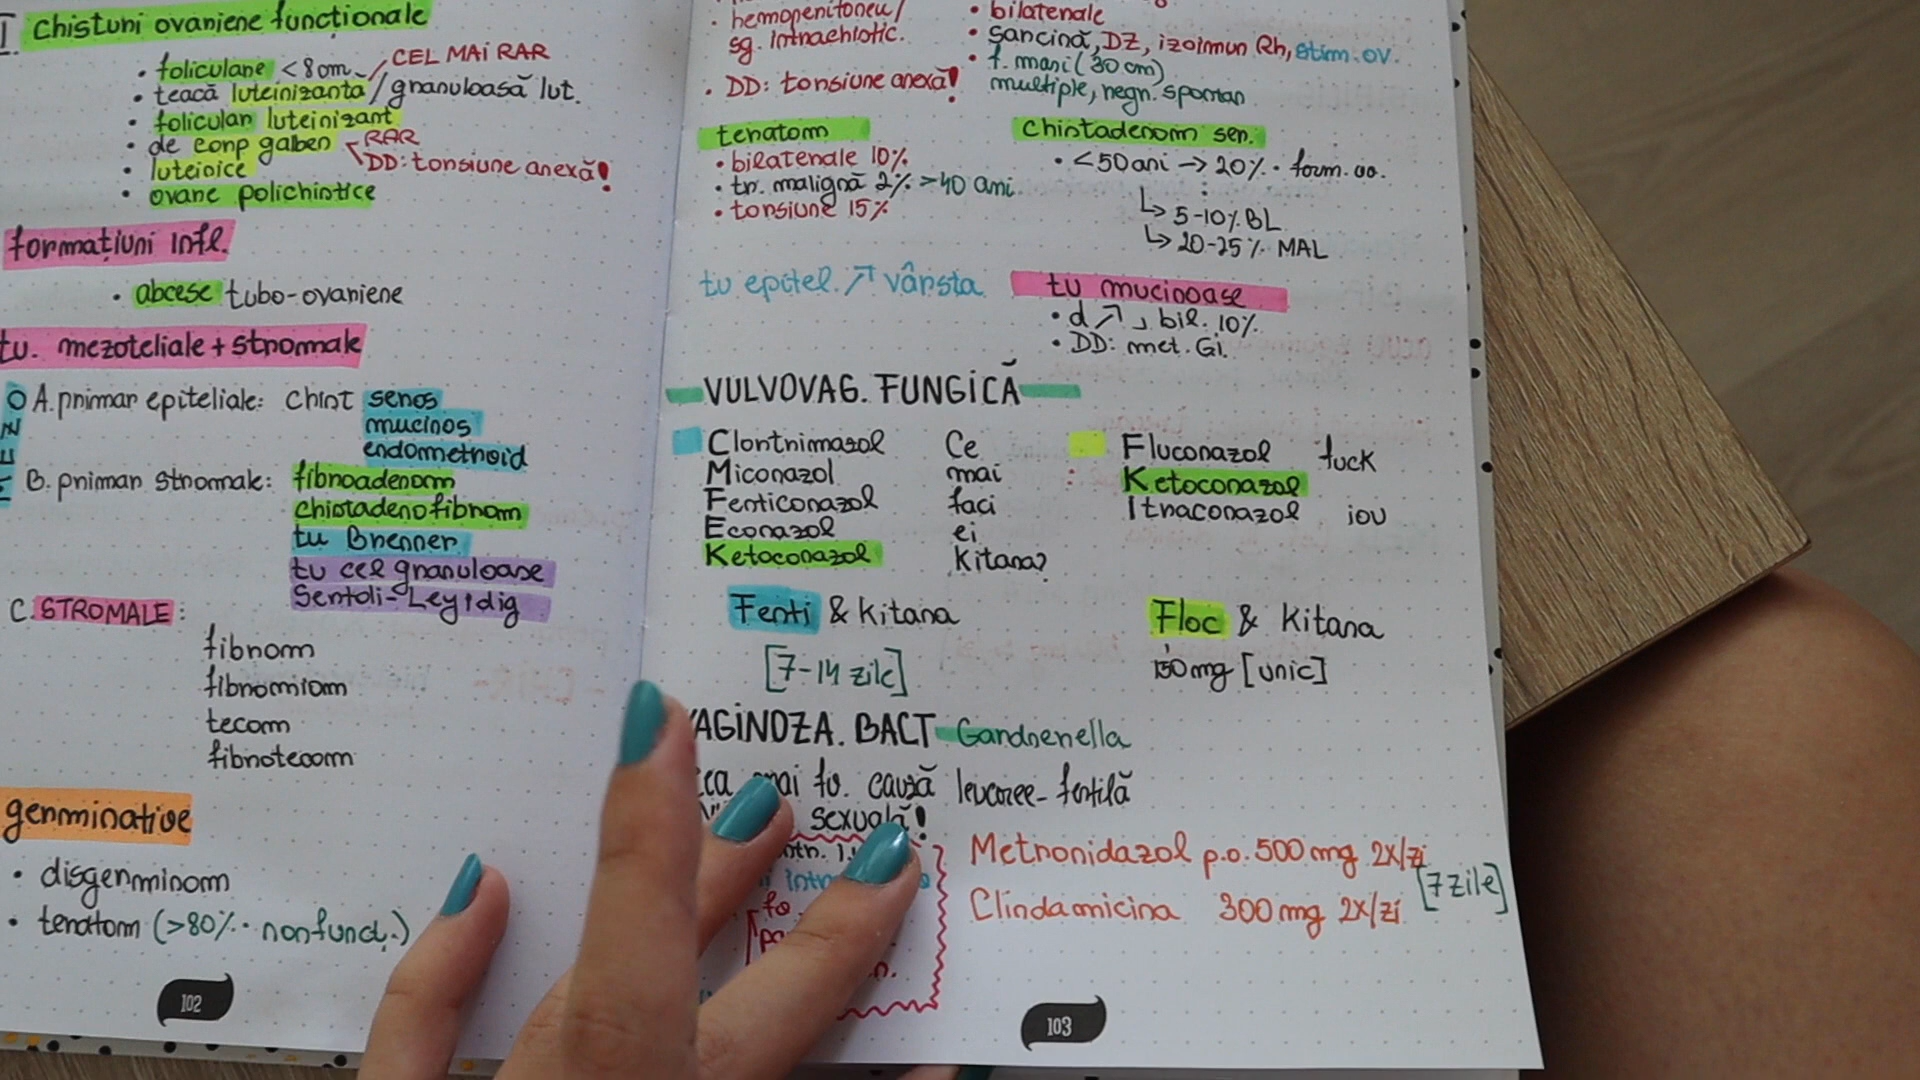 I. Chisturi ovariene funcționale
• foliculare < 8cm CEL MAi RAR
• teacă luteinizantă / granuloasă lut.
• folicular luteinizant
• de corp galben RAR
DD: torsiune anexă!
• luteinice
• ovare polichistice
formațiuni infl.
• abcese tubo-ovariene
tu. mezoteliale + stromale
A. primar epiteliale: chist seros
mucinos
endometroid
B. primar stromale: fibroadenom
chistadenofibrom
tu Brenner
tu cel granuloase
Sertoli-Leydig
C. STROMALE:
fibrom
fibromiom
tecom
fibrotecom
germinative
• disgerminom
• teratom (>80% nonfunct.)
102
• hemoperitoneu/
sg. intrachistic.
• DD: torsiune anexă!
• bilaterale
• sarcină, DZ, izoimun Rh, stim. ov.
• f. mari (30 cm)
multiple, regr. spontan
teratom
• bilaterale 10%
• tr. malignă 2% >40 ani
• torsiune 15%
chistadenom ser.
• <50 ani → 20% form. ov.
↳ 5-10% BL
↳ 20-25% MAL
tu epitel. ↗ vârsta
tu mucinoase
• d ↗, bil. 10%
• DD: met. Gi.
VULVOVAG. FUNGiCĂ
Clotrimazol Ce
Miconazol mai
Fenticonazol faci
Econazol ei
Ketoconazol Kitana?
Fluconazol fuck
Ketoconazol
Itraconazol iou
Fenti & kitana
[7-14 zile]
Floc & Kitana
150mg [unic]
VAGiNOZA. BACT - Gardnerella
cea mai fv. cauză leucoree - fertilă
sexuală!
Metronidazol p.o. 500 mg 2x/zi
Clindamicina 300 mg 2x/zi
[7 zile]
103